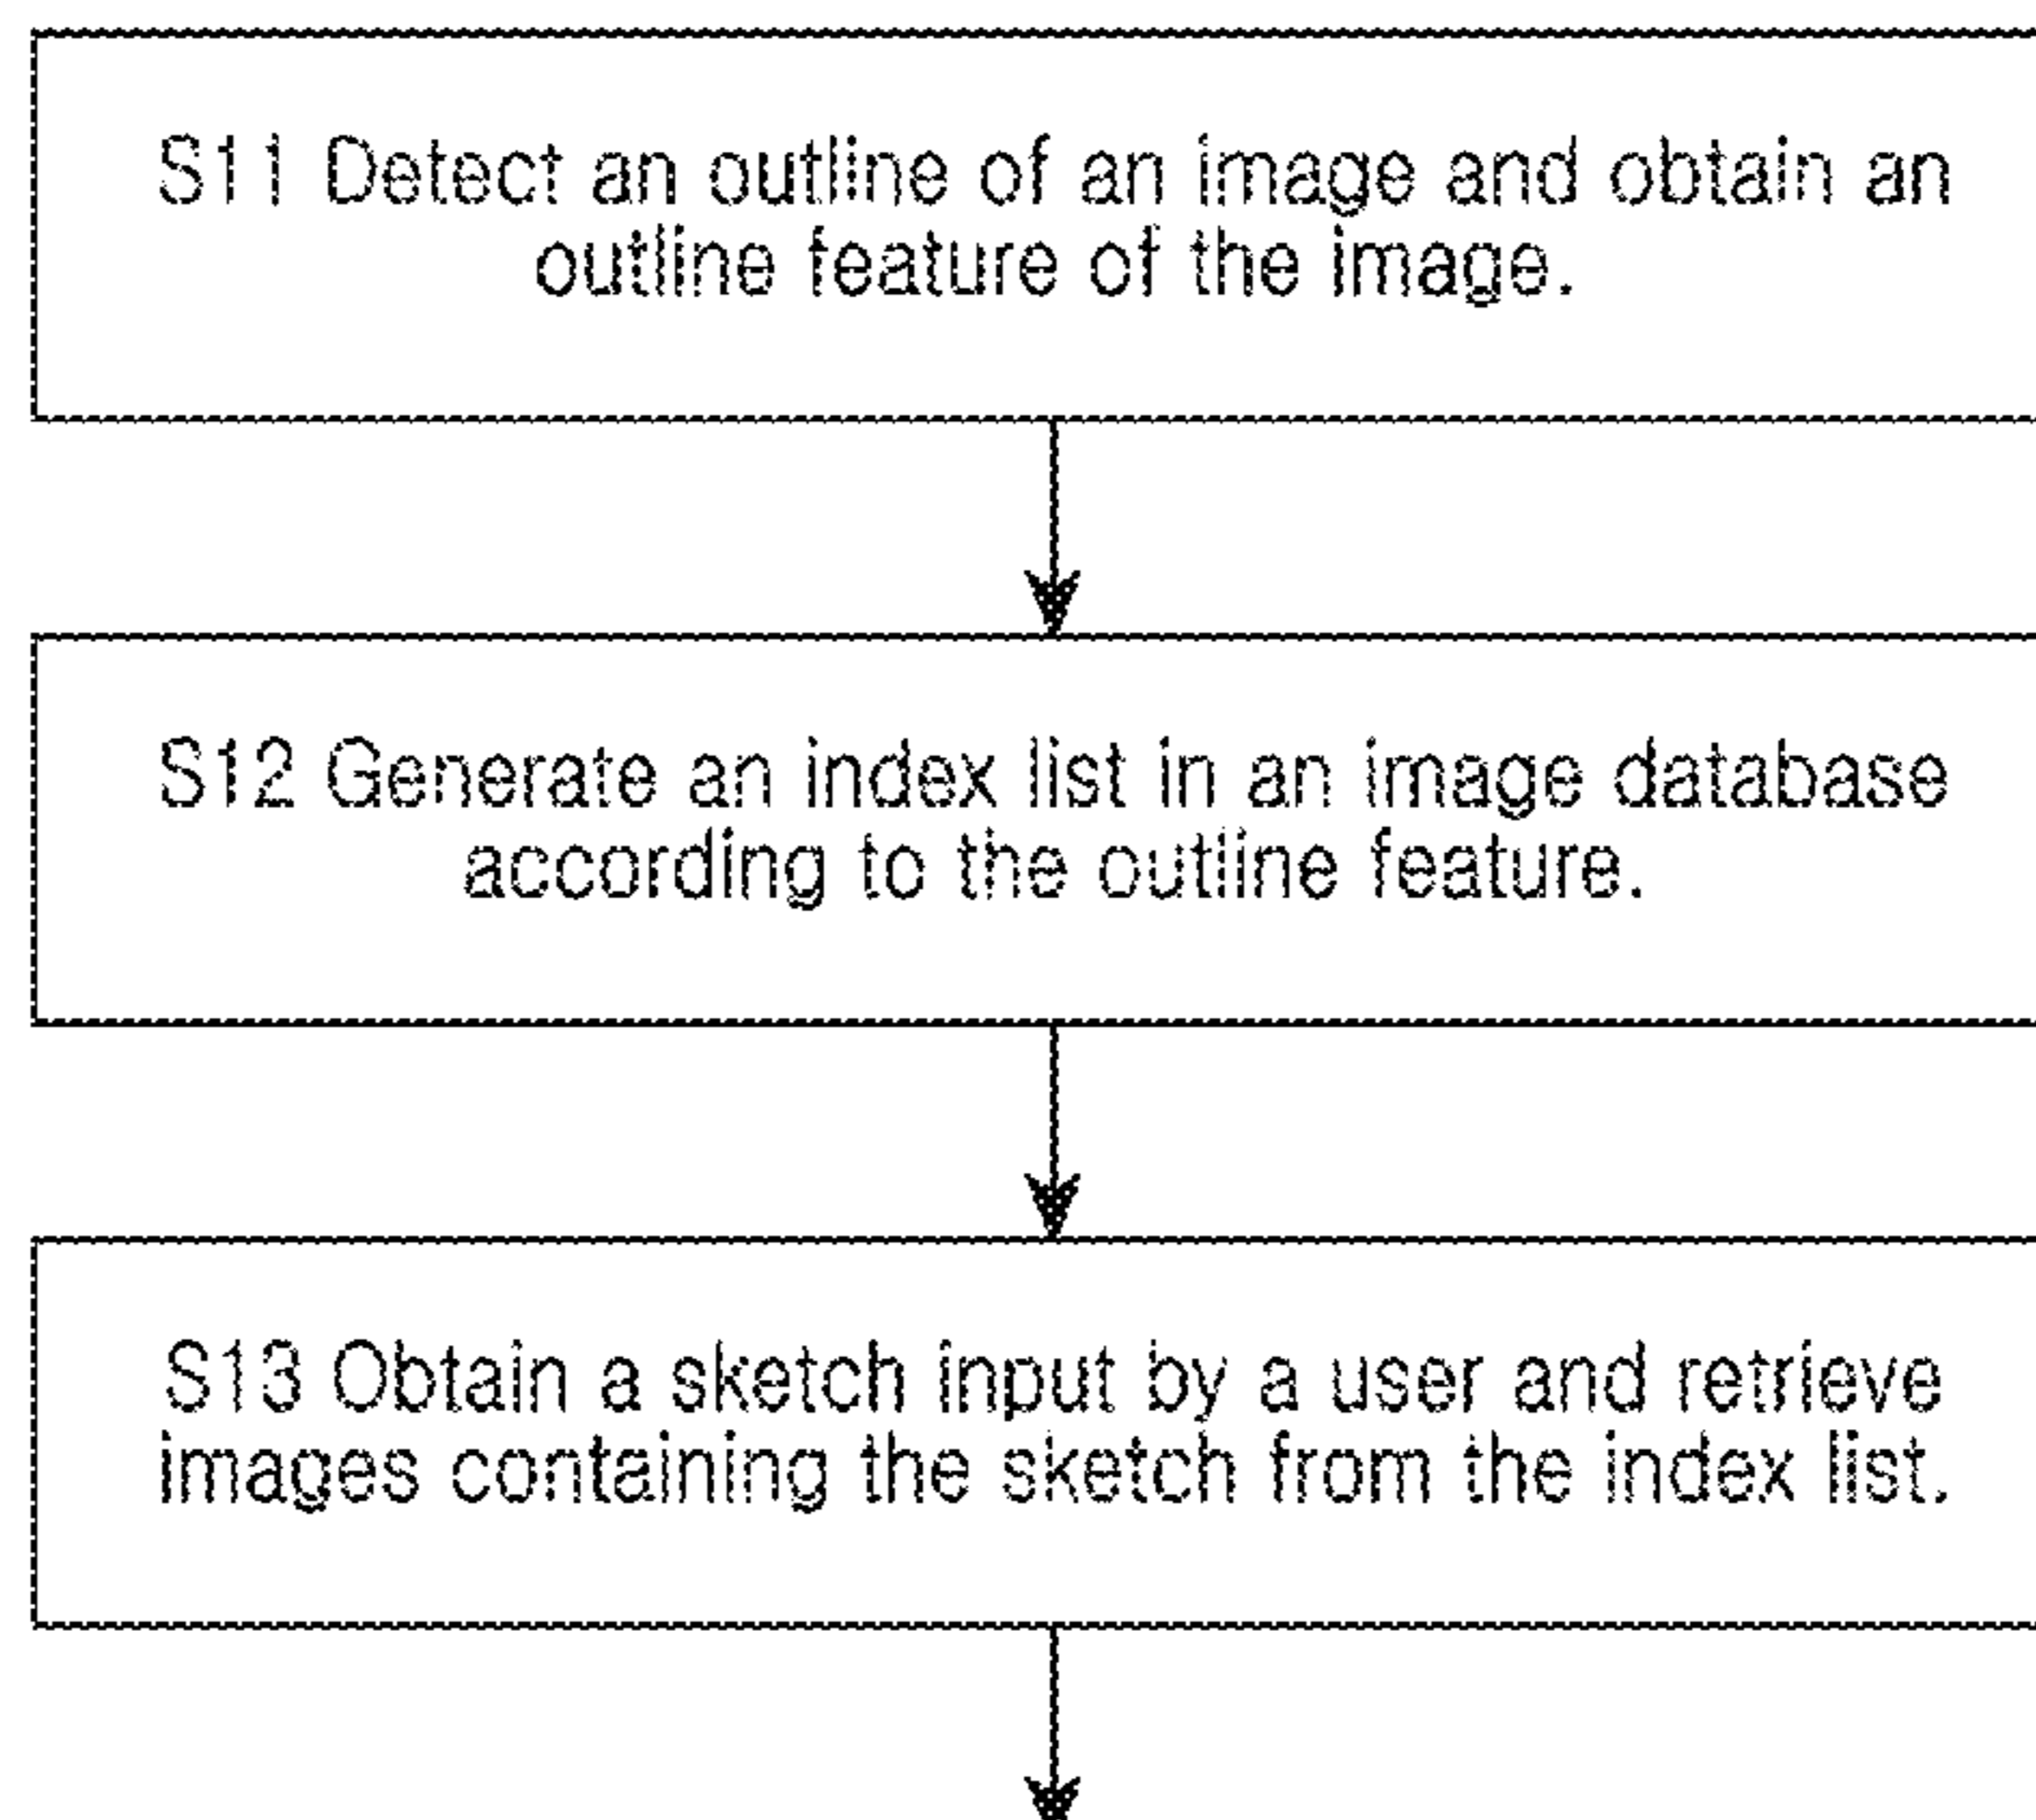 S11 Detect an outline of an image and obtain an
outline feature of the image.
S12 Generate an index list in an image database
according to the outline feature.
S13 Obtain a sketch input by a user and retrieve
images containing the sketch from the index list.